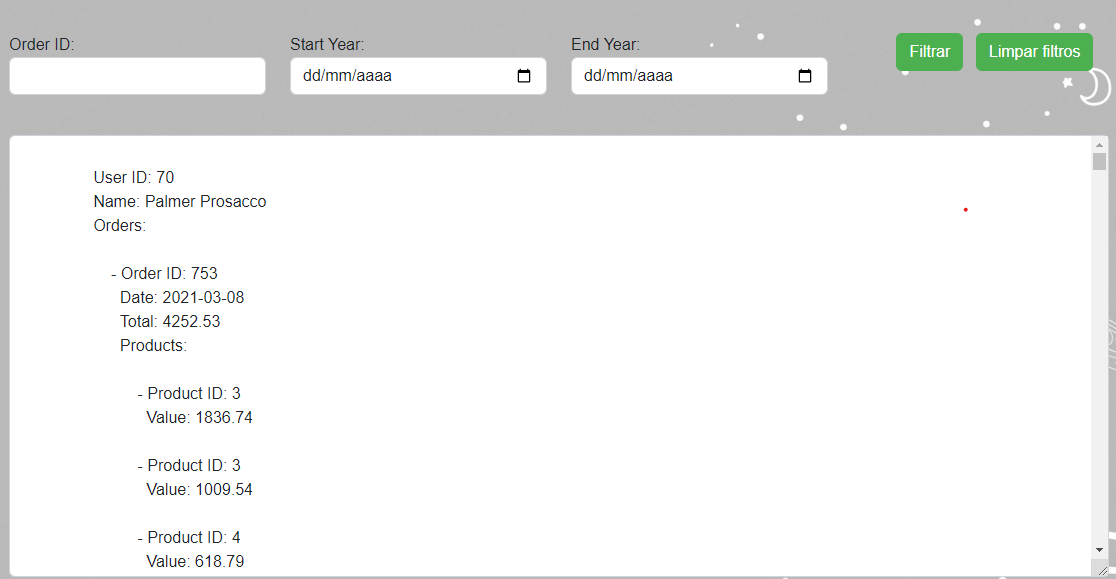 Order ID:
Start Year:
End Year:
Filtrar
Limpar filtros
dd/mm/aaaa
dd/mm/aaaa
User ID: 70
Name: Palmer Prosacco
Orders:
- Order ID: 753
Date: 2021-03-08
Total: 4252.53
Products:
- Product ID: 3
Value: 1836.74
- Product ID: 3
Value: 1009.54
- Product ID: 4
Value: 618.79